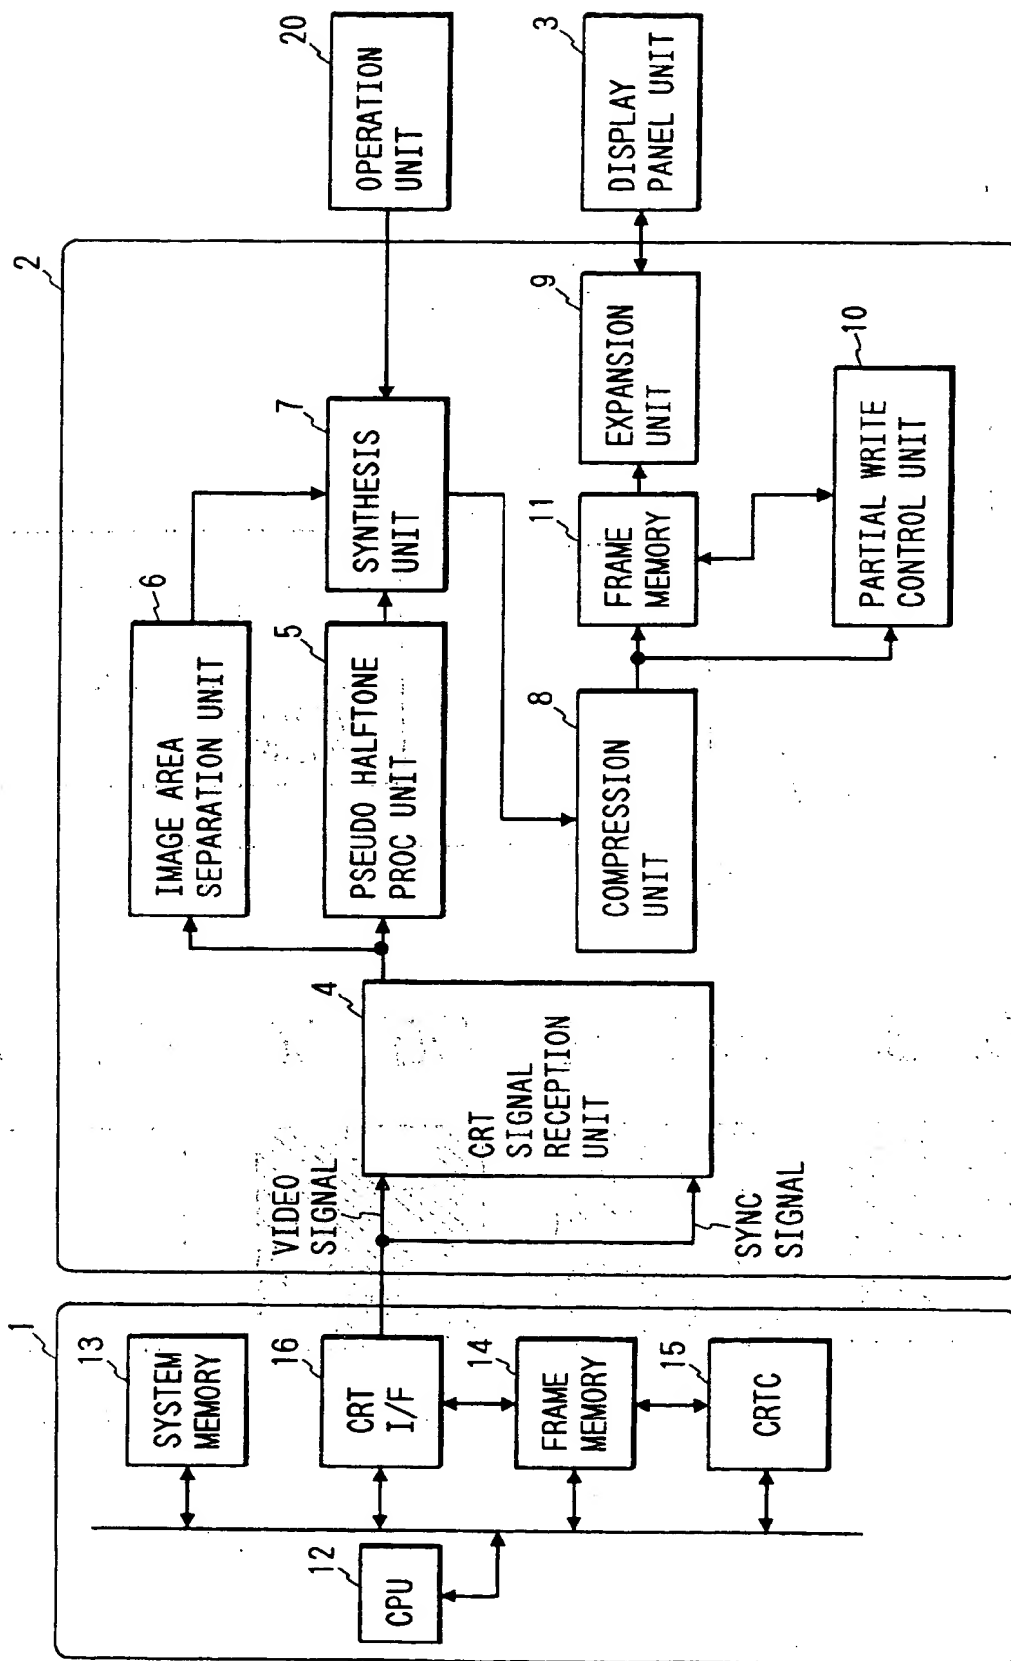 1
13
SYSTEM
MEMORY
16
CRT
I/F
14
FRAME
MEMORY
15
CRTC
12
CPU
2
VIDEO
SIGNAL
SYNC
SIGNAL
4
CRT
SIGNAL
RECEPTION
UNIT
6
IMAGE AREA
SEPARATION UNIT
5
PSEUDO HALFTONE
PROC UNIT
7
SYNTHESIS
UNIT
20
OPERATION
UNIT
8
COMPRESSION
UNIT
11
FRAME
MEMORY
9
EXPANSION
UNIT
10
PARTIAL WRITE
CONTROL UNIT
3
DISPLAY
PANEL UNIT